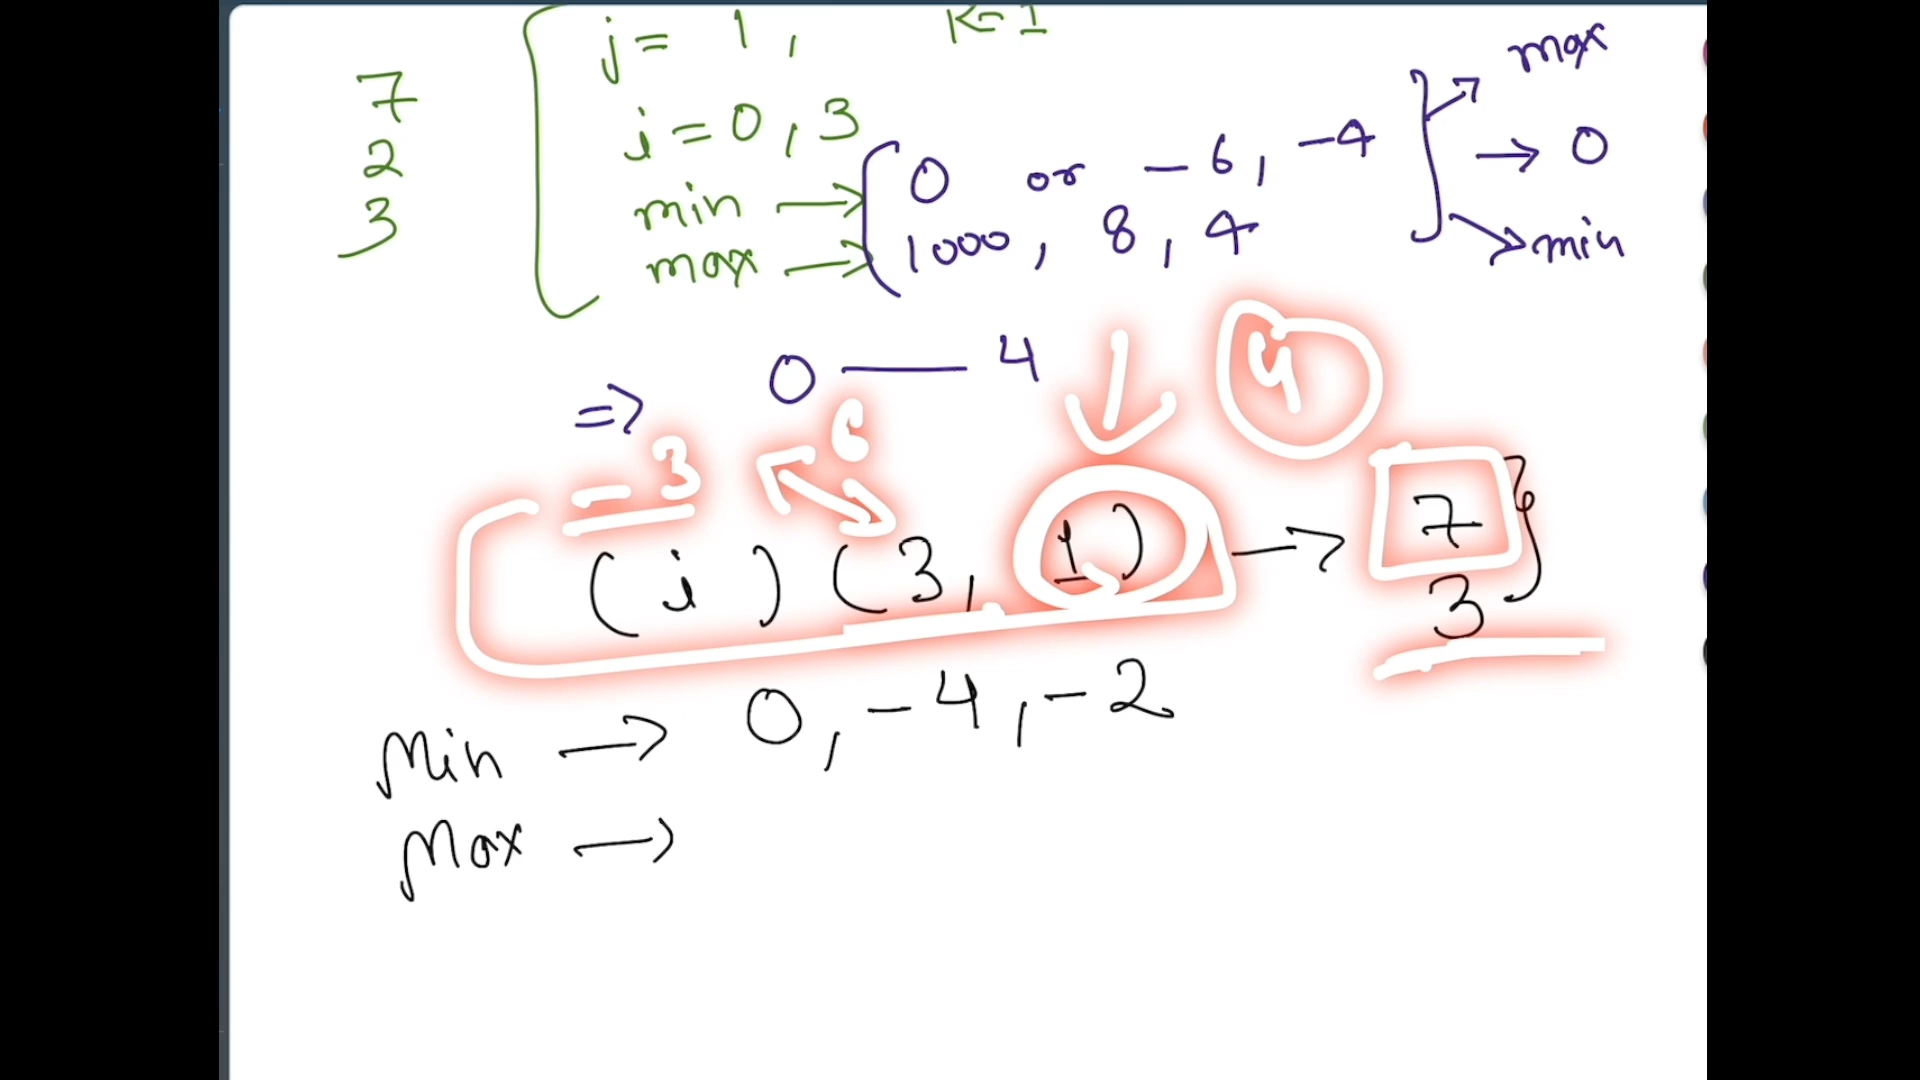 j = 1 , K = 1
7
2
3
i = 0 , 3
min → 0 or - 6 , - 4
max → 1000 , 8 , 4
→ max
→ 0
→ min
=> 0 — 4
4
- 3 6
( i ) ( 3 , 1 ) → 7
3
Min → 0 , - 4 , - 2
Max →